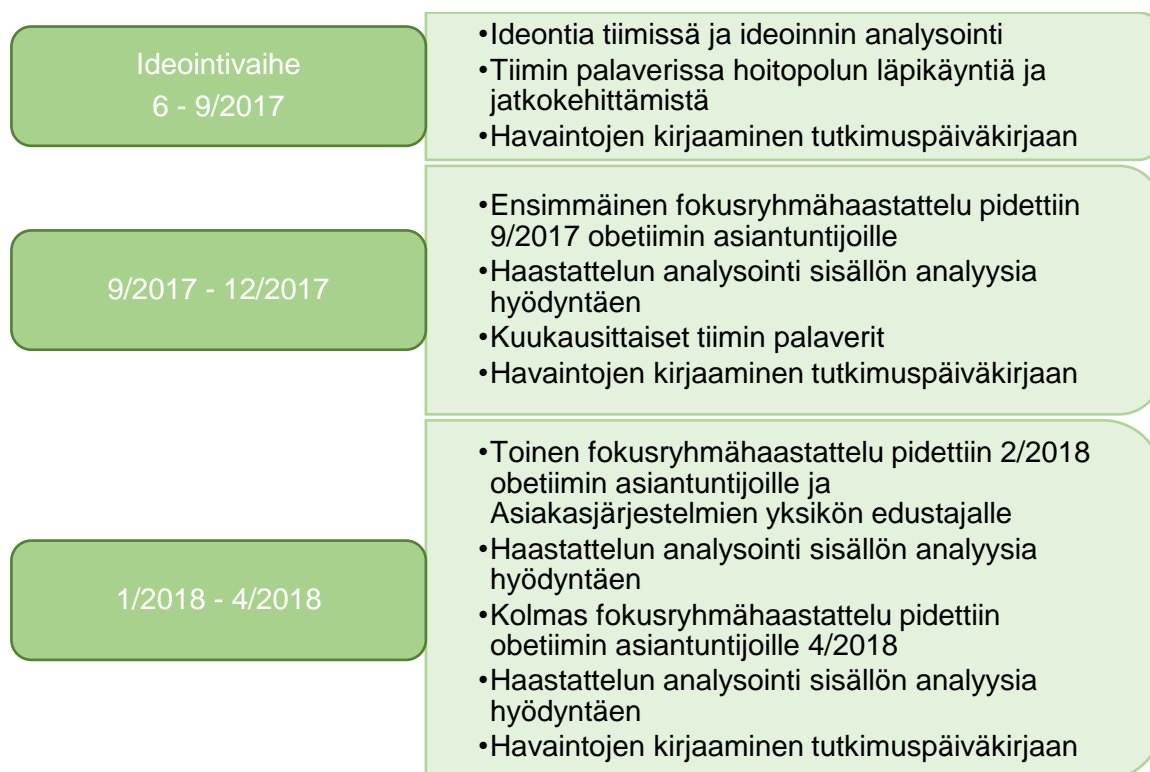 Ideointivaihe
6 - 9/2017
•Ideontia tiimissä ja ideoinnin analysointi
•Tiimin palaverissa hoitopolun läpikäyntiä ja
jatkokehittämistä
•Havaintojen kirjaaminen tutkimuspäiväkirjaan
9/2017 - 12/2017
•Ensimmäinen fokusryhmähaastattelu pidettiin
9/2017 obetiimin asiantuntijoille
•Haastattelun analysointi sisällön analyysia
hyödyntäen
•Kuukausittaiset tiimin palaverit
•Havaintojen kirjaaminen tutkimuspäiväkirjaan
1/2018 - 4/2018
•Toinen fokusryhmähaastattelu pidettiin 2/2018
obetiimin asiantuntijoille ja
Asiakasjärjestelmien yksikön edustajalle
•Haastattelun analysointi sisällön analyysia
hyödyntäen
•Kolmas fokusryhmähaastattelu pidettiin
obetiimin asiantuntijoille 4/2018
•Haastattelun analysointi sisällön analyysia
hyödyntäen
•Havaintojen kirjaaminen tutkimuspäiväkirjaan